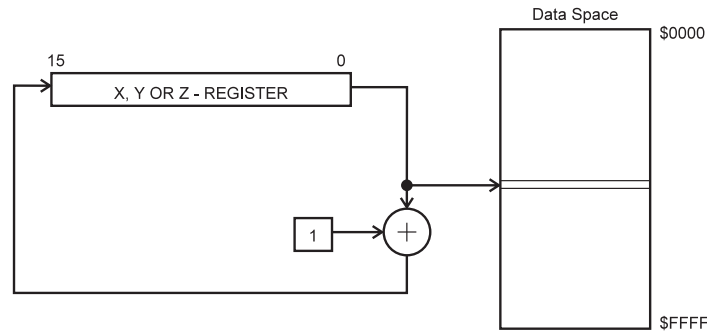 Data Space
$0000
15 0
X, Y OR Z - REGISTER
1
+
$FFFF